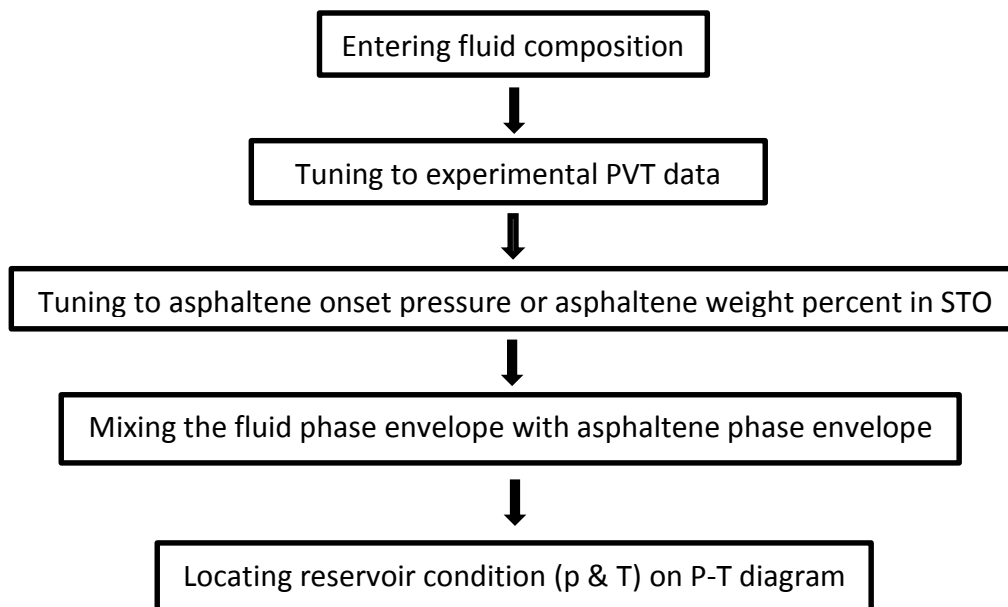 Entering fluid composition
Tuning to experimental PVT data
Tuning to asphaltene onset pressure or asphaltene weight percent in STO
Mixing the fluid phase envelope with asphaltene phase envelope
Locating reservoir condition (p & T) on P-T diagram